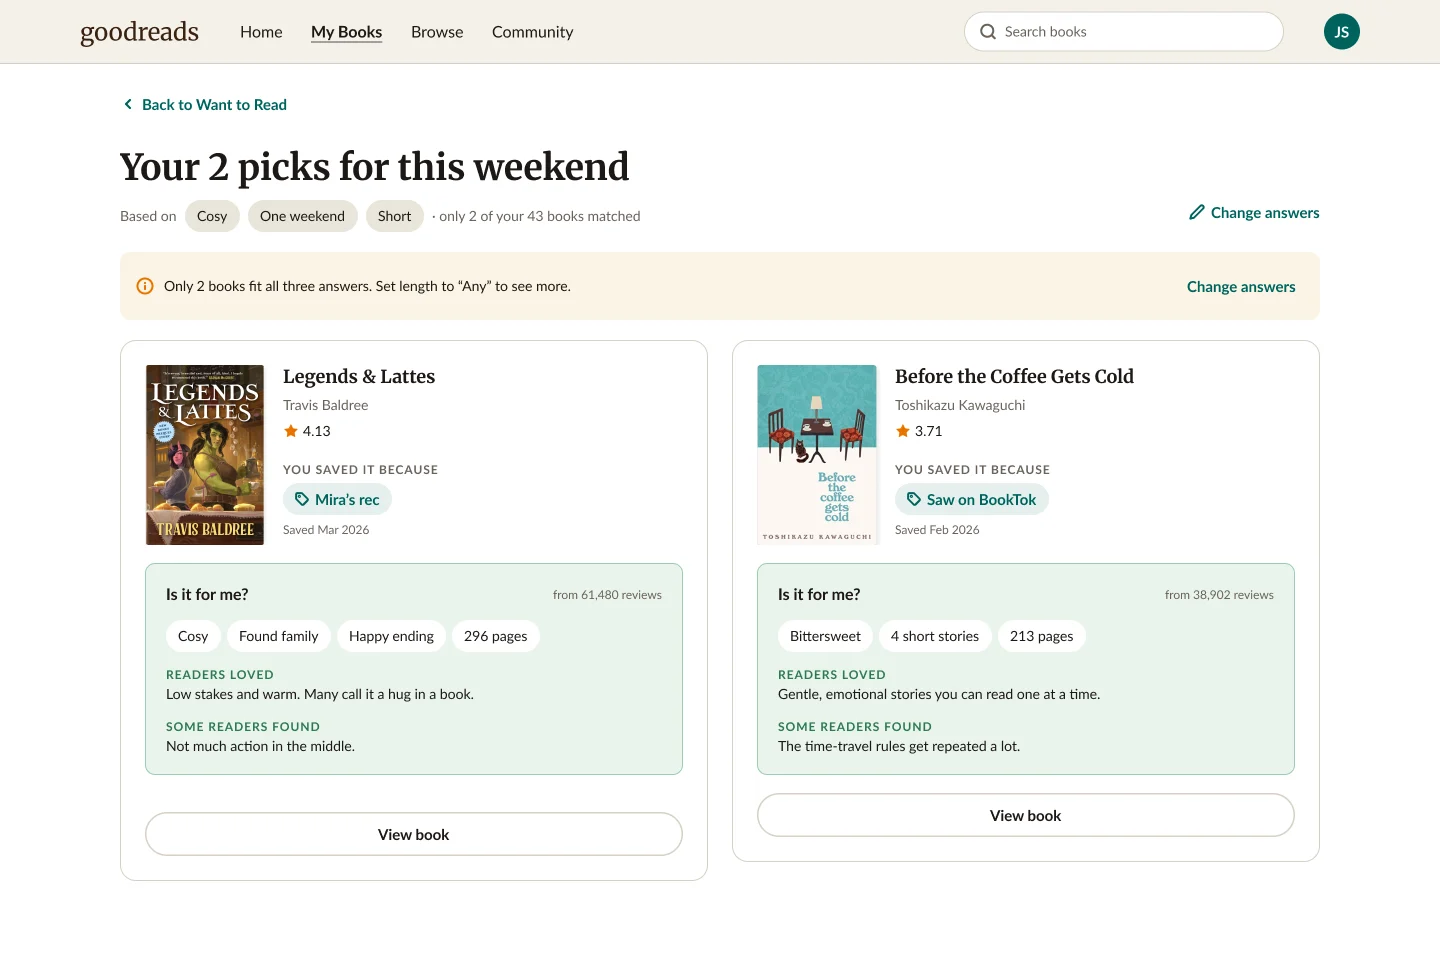 goodreads
Home
My Books
Browse
Community
Search books
JS
Back to Want to Read
Your 2 picks for this weekend
Based on Cosy One weekend Short · only 2 of your 43 books matched
Change answers
Only 2 books fit all three answers. Set length to “Any” to see more.
Change answers
LEGENDS
& LATTES
TRAVIS BALDREE
Legends & Lattes
Travis Baldree
4.13
YOU SAVED IT BECAUSE
Mira’s rec
Saved Mar 2026
Is it for me?
from 61,480 reviews
Cosy
Found family
Happy ending
296 pages
READERS LOVED
Low stakes and warm. Many call it a hug in a book.
SOME READERS FOUND
Not much action in the middle.
View book
Before
the
coffee
gets
cold
TOSHIKAZU KAWAGUCHI
Before the Coffee Gets Cold
Toshikazu Kawaguchi
3.71
YOU SAVED IT BECAUSE
Saw on BookTok
Saved Feb 2026
Is it for me?
from 38,902 reviews
Bittersweet
4 short stories
213 pages
READERS LOVED
Gentle, emotional stories you can read one at a time.
SOME READERS FOUND
The time-travel rules get repeated a lot.
View book